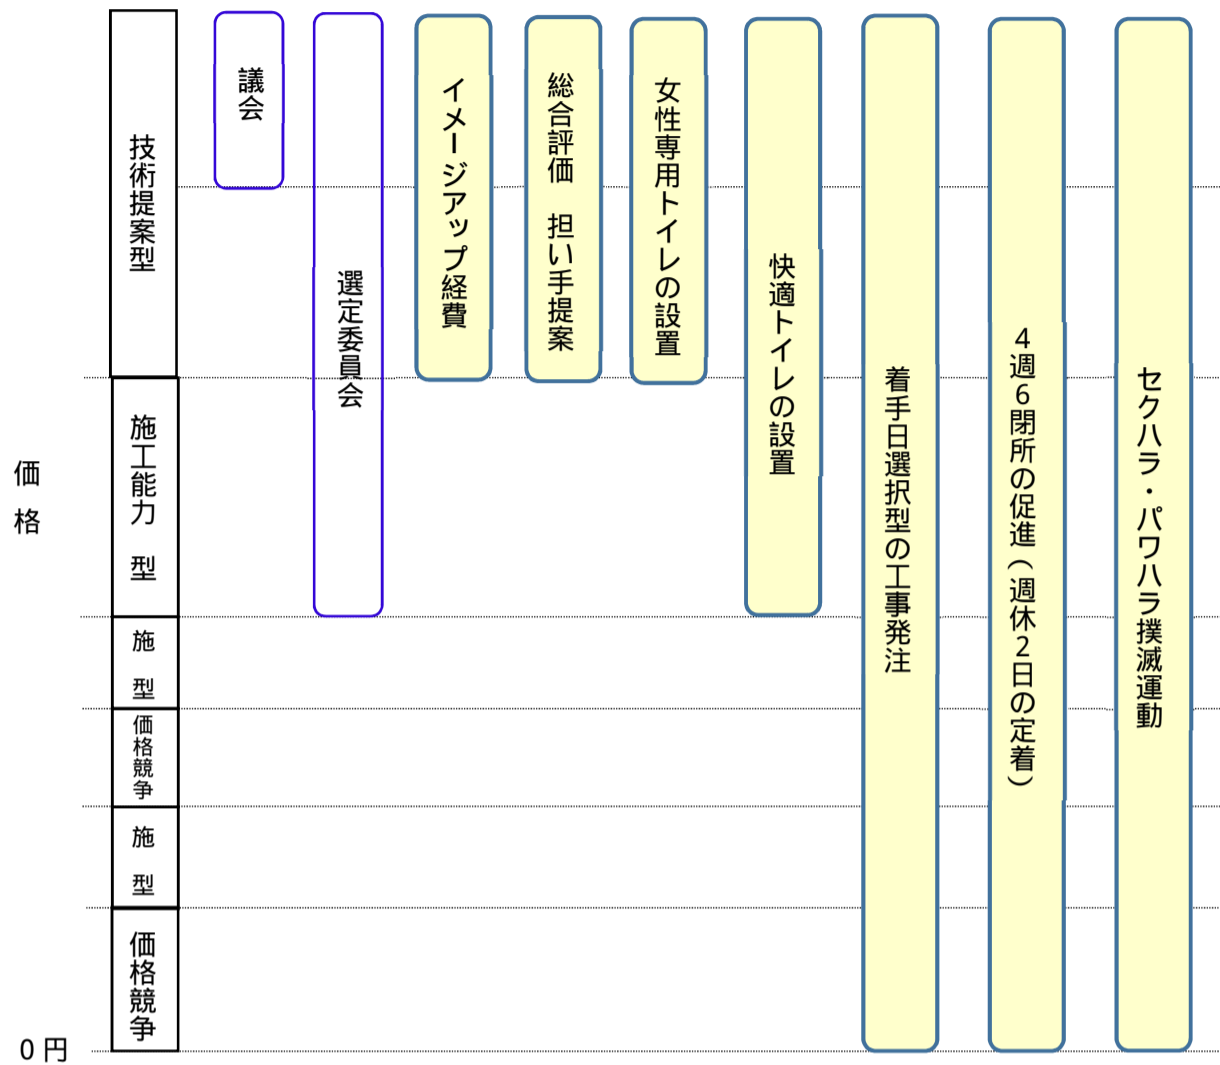 価格
0円
技術提案型
施工能力 型
施 型
価格競争
施 型
価格競争
議会
選定委員会
イメージアップ経費
総合評価 担い手提案
女性専用トイレの設置
快適トイレの設置
着手日選択型の工事発注
4週6閉所の促進(週休2日の定着)
セクハラ・パワハラ撲滅運動